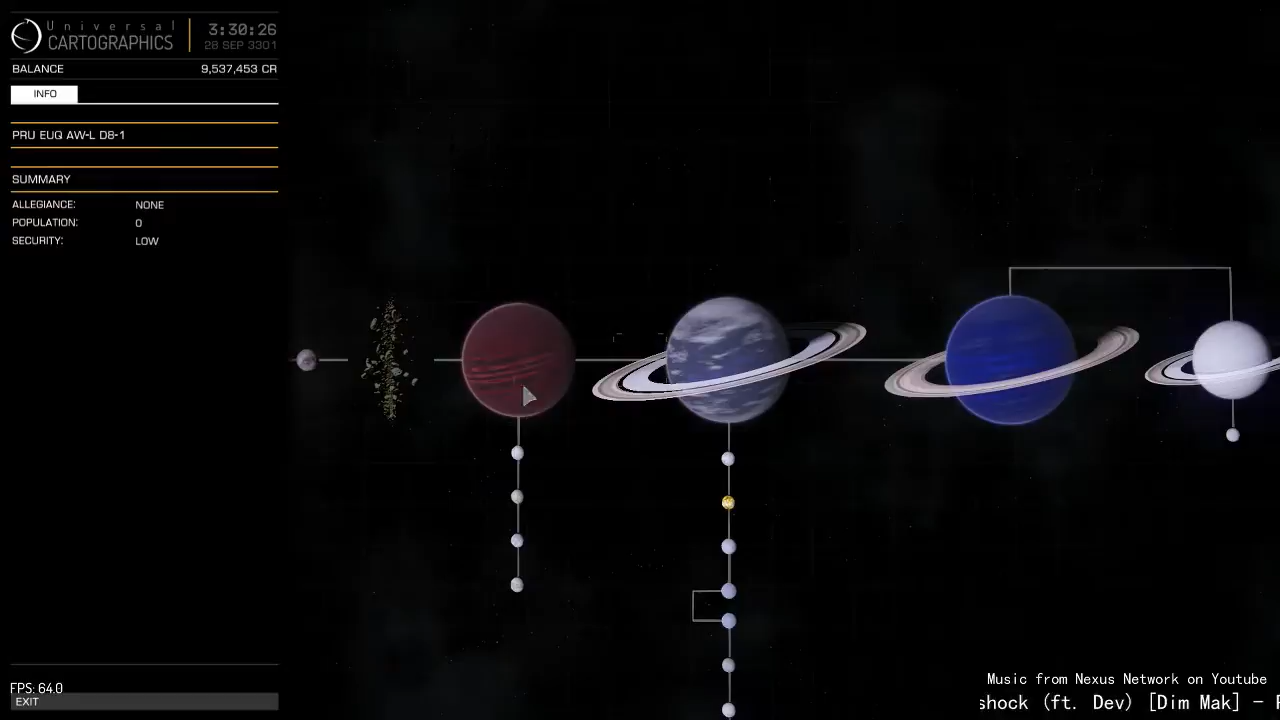 Universal
CARTOGRAPHICS
3:30:26
28 SEP 3301
BALANCE 9,537,453 CR
INFO
PRU EUQ AW-L D8-1
SUMMARY
ALLEGIANCE: NONE
POPULATION: 0
SECURITY: LOW
FPS: 64.0
EXIT
Music from Nexus Network on Youtube
shock (ft. Dev) [Dim Mak] -